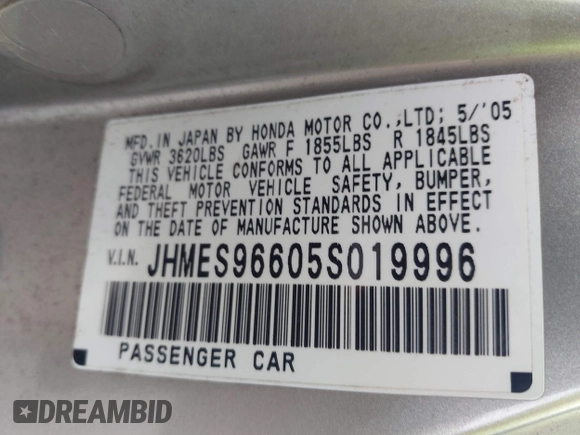 MFD. IN JAPAN BY HONDA MOTOR CO.,LTD; 5/'05
GVWR 3620LBS GAWR F 1855LBS R 1845LBS
THIS VEHICLE CONFORMS TO ALL APPLICABLE
FEDERAL MOTOR VEHICLE SAFETY, BUMPER,
AND THEFT PREVENTION STANDARDS IN EFFECT
ON THE DATE OF MANUFACTURE SHOWN ABOVE.
V.I.N. JHMES96605S019996
PASSENGER CAR
DREAMBID